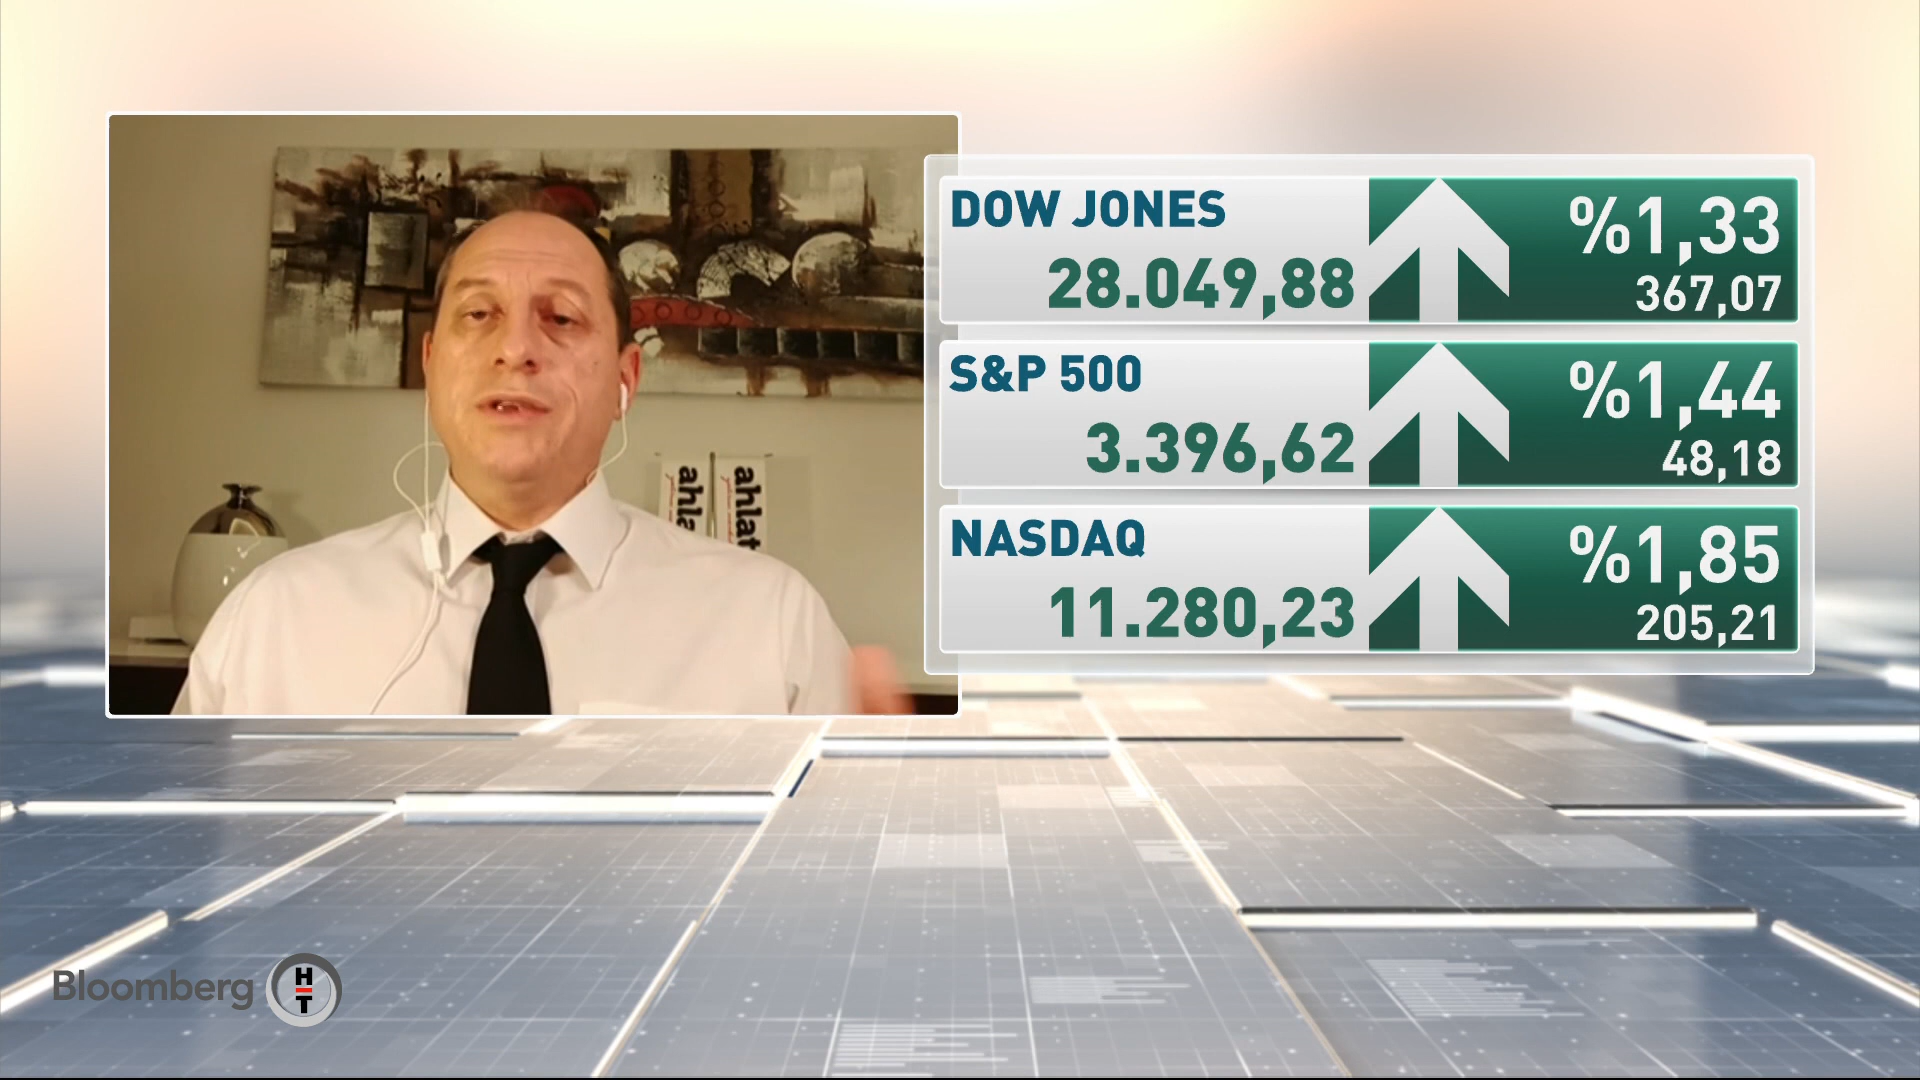 DOW JONES
28.049,88
%1,33
367,07
S&P 500
3.396,62
%1,44
48,18
NASDAQ
11.280,23
%1,85
205,21
ahlat
ahlat
Bloomberg HT